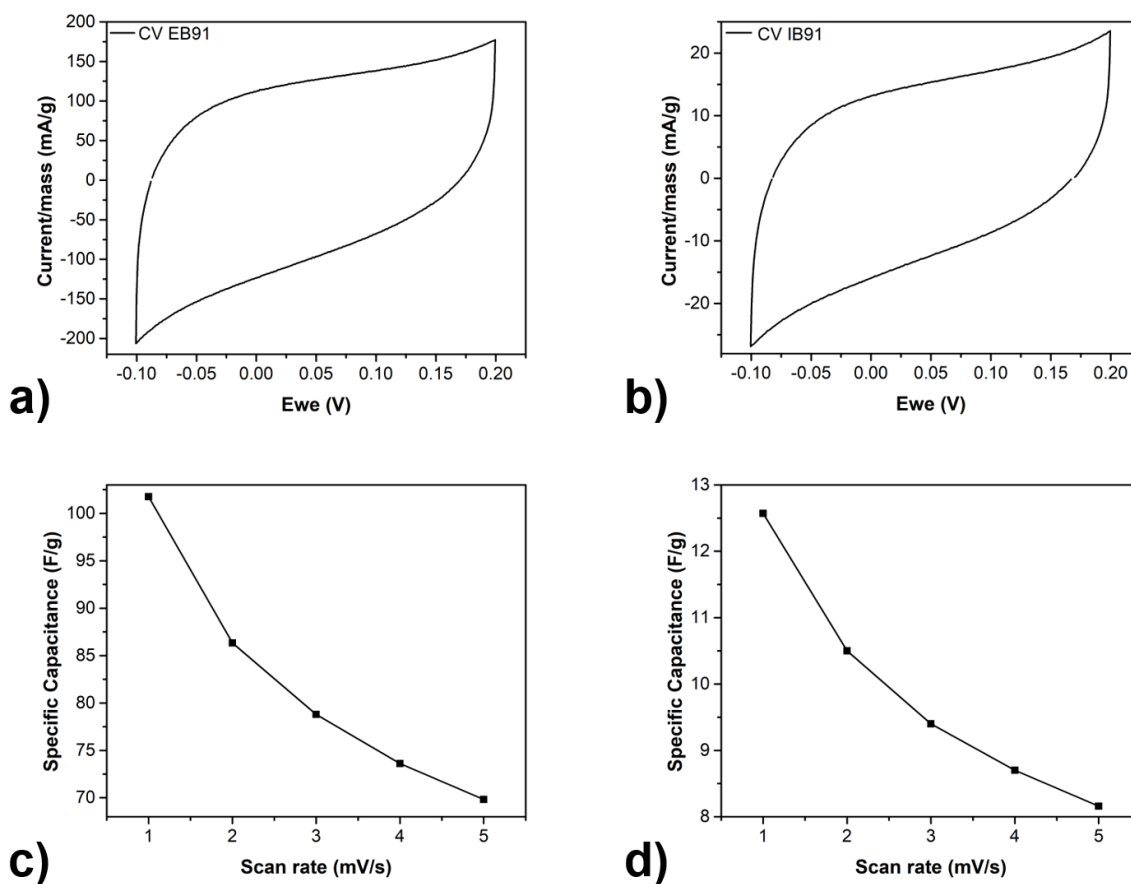 CV EB91
200
150
100
50
0
-50
-100
-150
-200
Current/mass (mA/g)
-0.10 -0.05 0.00 0.05 0.10 0.15 0.20
Ewe (V)
a)
CV IB91
20
10
0
-10
-20
Current/mass (mA/g)
-0.10 -0.05 0.00 0.05 0.10 0.15 0.20
Ewe (V)
b)
100
95
90
85
80
75
70
Specific Capacitance (F/g)
1 2 3 4 5
Scan rate (mV/s)
c)
13
12
11
10
9
8
Specific Capacitance (F/g)
1 2 3 4 5
Scan rate (mV/s)
d)